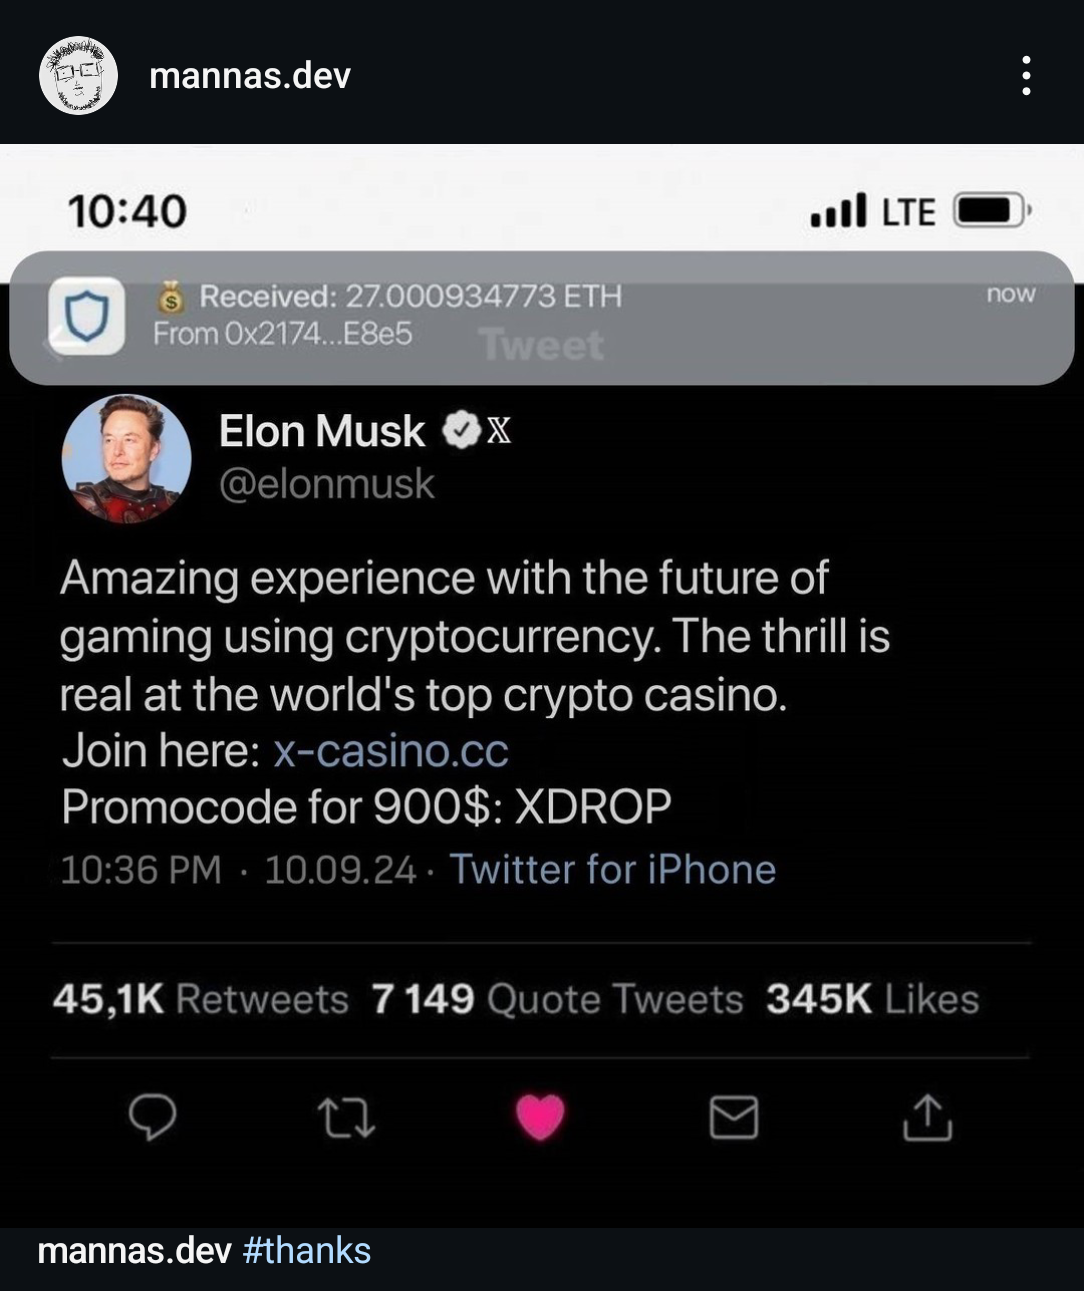 mannas.dev
10:40 LTE
💰 Received: 27.000934773 ETH now
From 0x2174...E8e5
Tweet
Elon Musk 𝕏
@elonmusk
Amazing experience with the future of
gaming using cryptocurrency. The thrill is
real at the world's top crypto casino.
Join here: x-casino.cc
Promocode for 900$: XDROP
10:36 PM · 10.09.24 · Twitter for iPhone
45,1K Retweets 7 149 Quote Tweets 345K Likes
mannas.dev #thanks